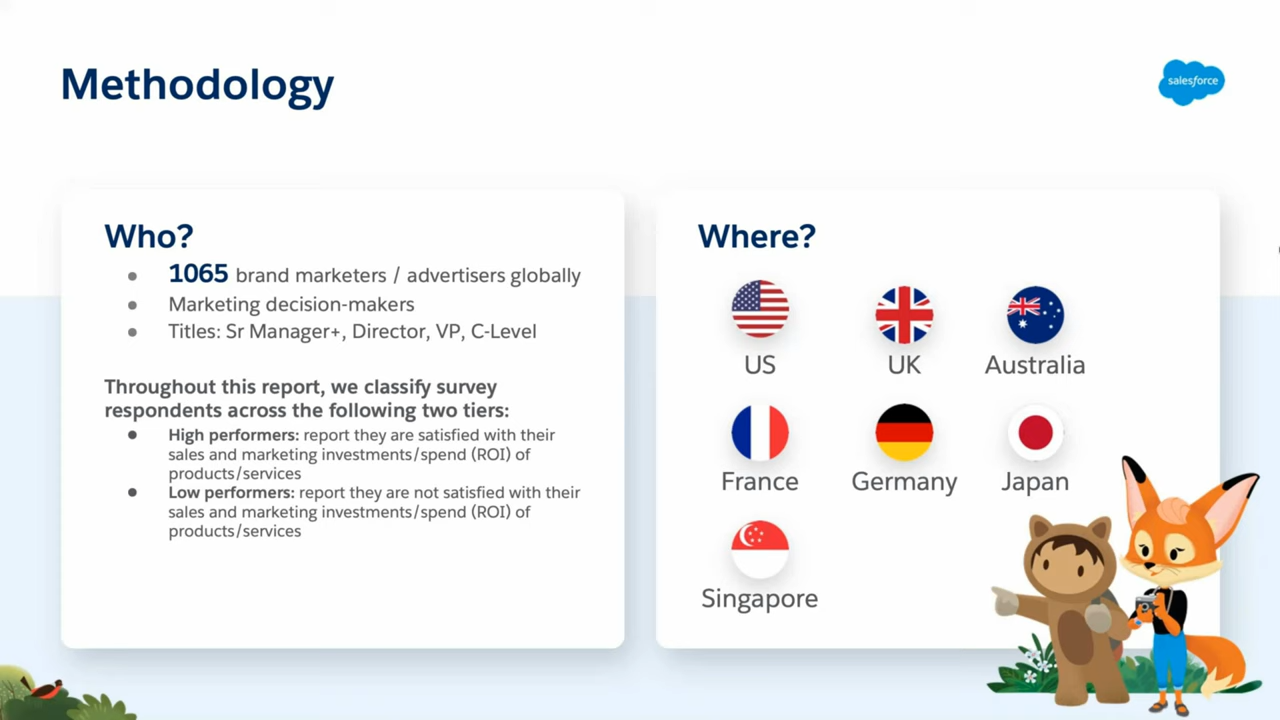 Methodology
salesforce
Who?
1065 brand marketers / advertisers globally
Marketing decision-makers
Titles: Sr Manager+, Director, VP, C-Level
Throughout this report, we classify survey
respondents across the following two tiers:
High performers: report they are satisfied with their
sales and marketing investments/spend (ROI) of
products/services
Low performers: report they are not satisfied with their
sales and marketing investments/spend (ROI) of
products/services
Where?
US
UK
Australia
France
Germany
Japan
Singapore